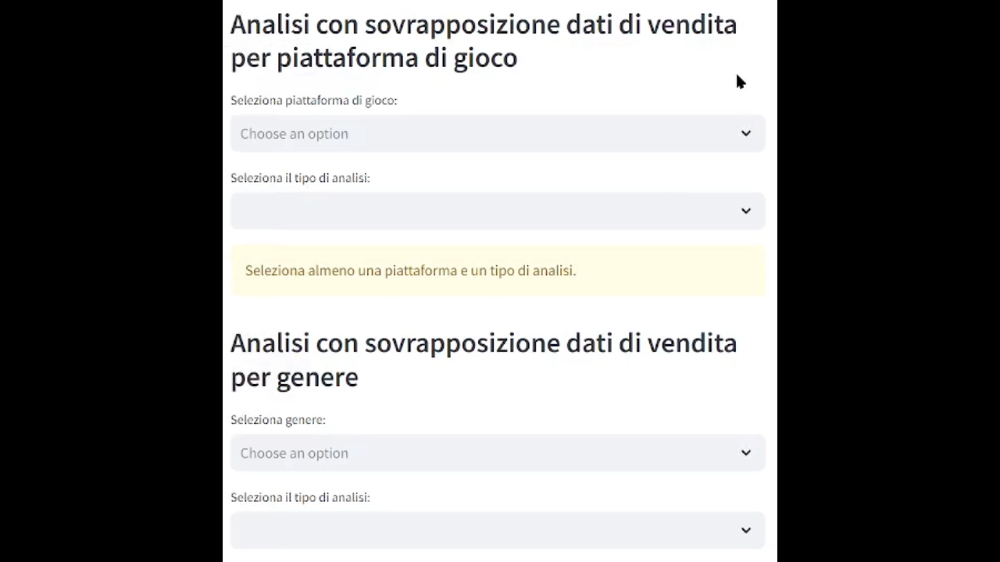 Analisi con sovrapposizione dati di vendita
per piattaforma di gioco
Seleziona piattaforma di gioco:
Choose an option
Seleziona il tipo di analisi:
Seleziona almeno una piattaforma e un tipo di analisi.
Analisi con sovrapposizione dati di vendita
per genere
Seleziona genere:
Choose an option
Seleziona il tipo di analisi: